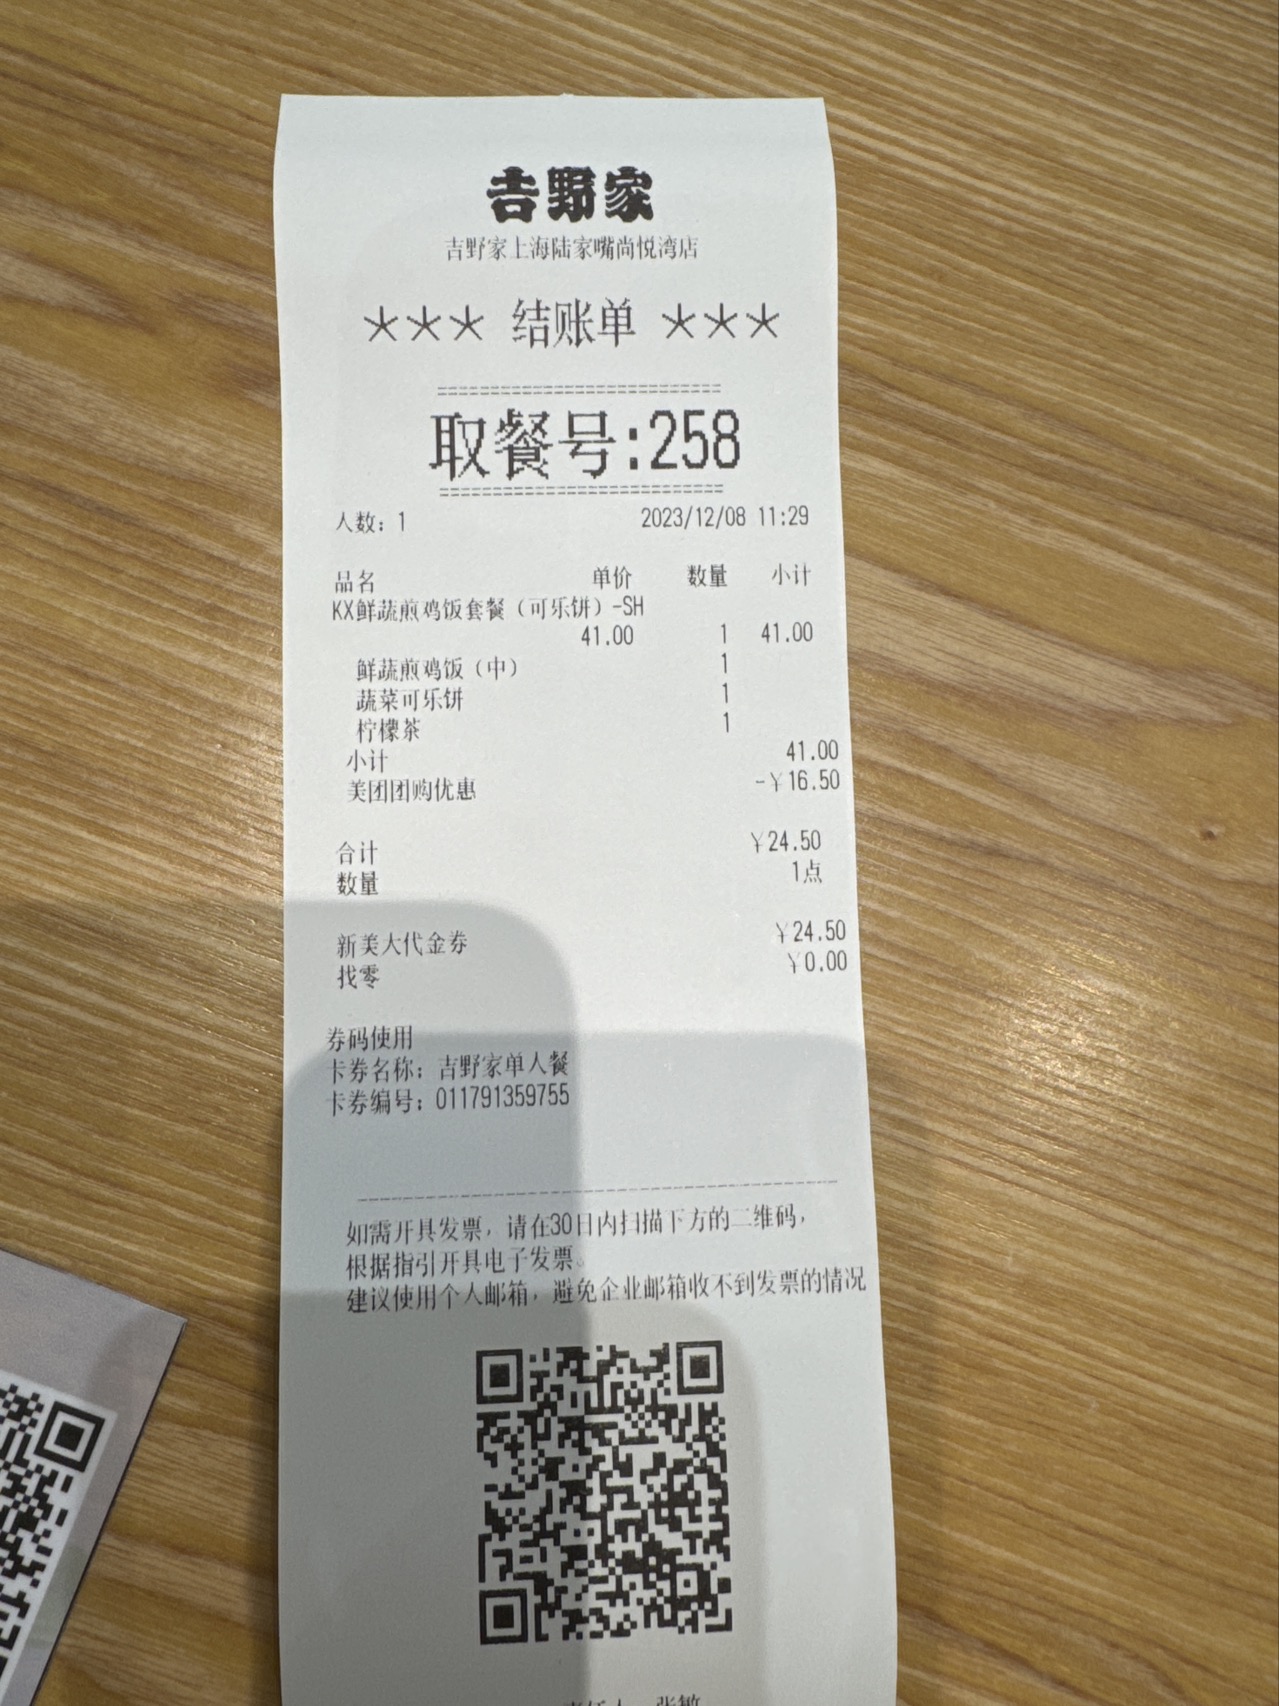 吉野家
吉野家上海陆家嘴尚悦湾店
*** 结账单 ***
========================
取餐号:258
========================
人数：1 2023/12/08 11:29
品名 单价 数量 小计
KX鲜蔬煎鸡饭套餐（可乐饼）-SH
41.00 1 41.00
鲜蔬煎鸡饭（中） 1
蔬菜可乐饼 1
柠檬茶 1
小计 41.00
美团团购优惠 -￥16.50
合计 ￥24.50
数量 1点
新美大代金券 ￥24.50
找零 ￥0.00
券码使用
卡券名称：吉野家单人餐
卡券编号：011791359755
如需开具发票，请在30日内扫描下方的二维码，
根据指引开具电子发票。
建议使用个人邮箱，避免企业邮箱收不到发票的情况